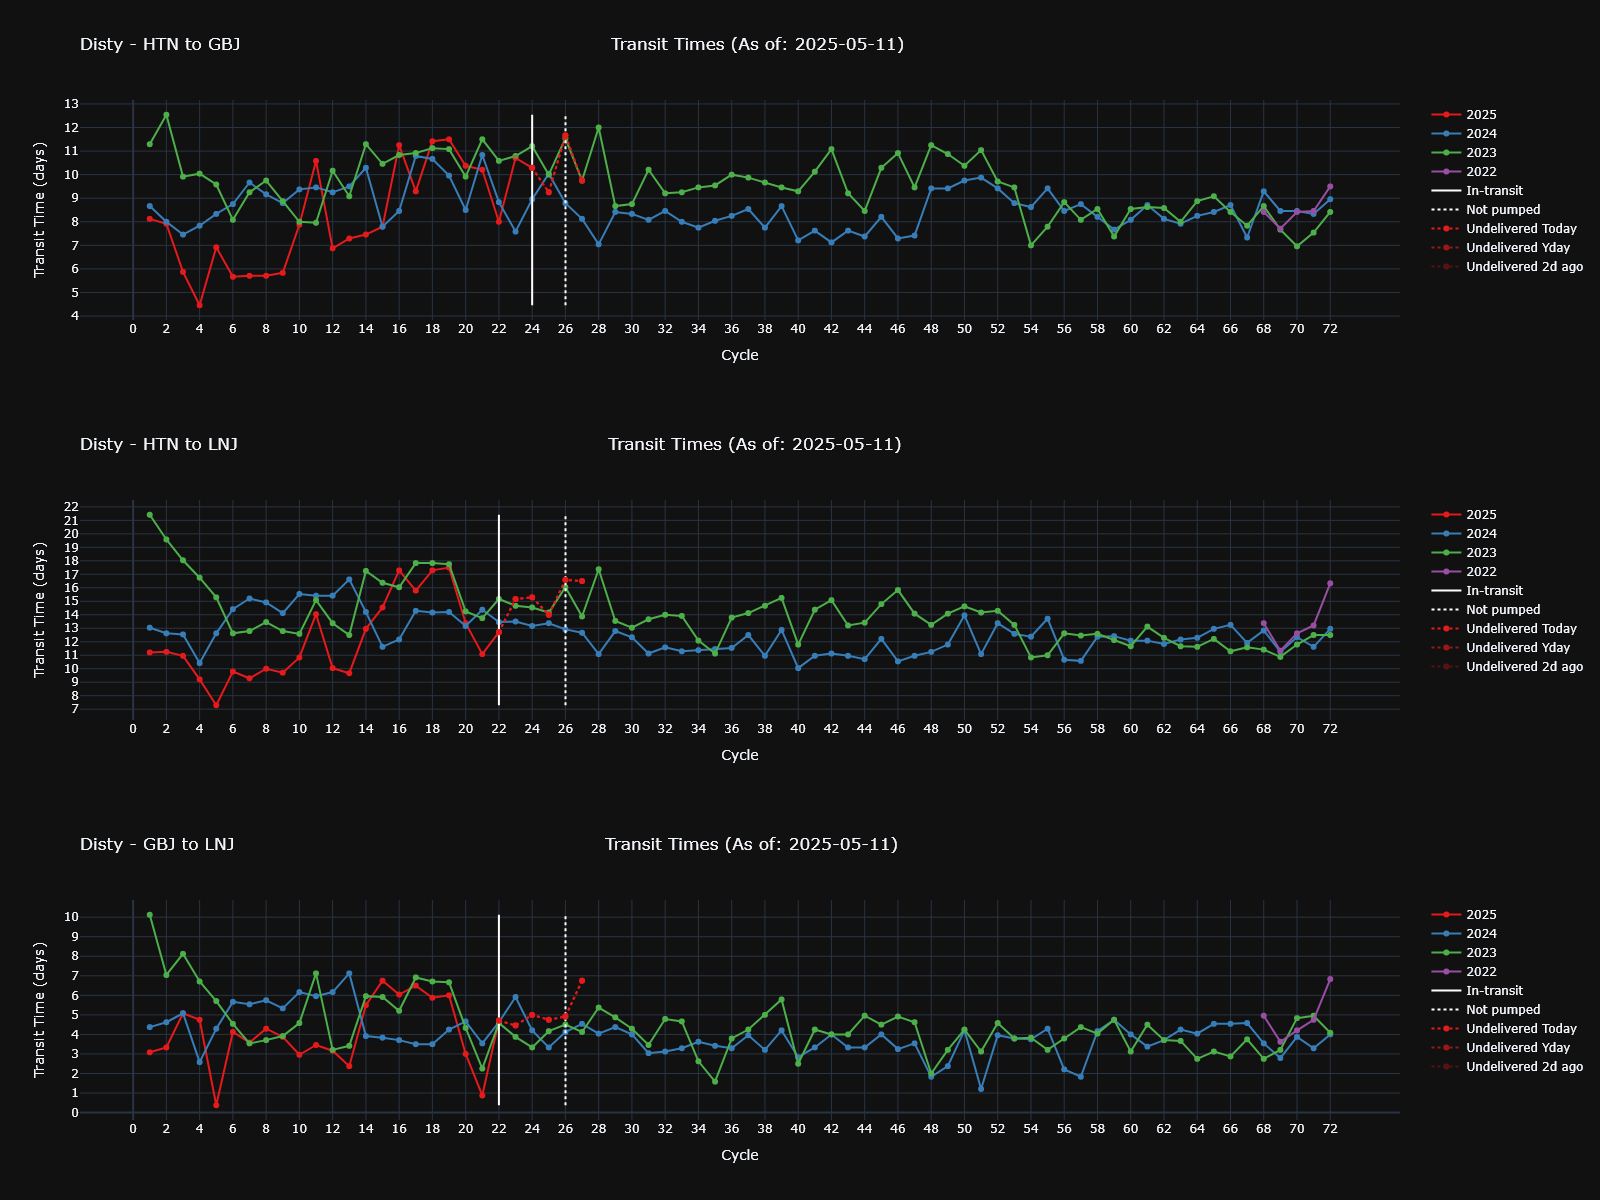 Disty - HTN to GBJ
Transit Times (As of: 2025-05-11)
Transit Time (days)
13
12
11
10
9
8
7
6
5
4
0 2 4 6 8 10 12 14 16 18 20 22 24 26 28 30 32 34 36 38 40 42 44 46 48 50 52 54 56 58 60 62 64 66 68 70 72
Cycle
2025
2024
2023
2022
In-transit
Not pumped
Undelivered Today
Undelivered Yday
Undelivered 2d ago
Disty - HTN to LNJ
Transit Times (As of: 2025-05-11)
Transit Time (days)
22
21
20
19
18
17
16
15
14
13
12
11
10
9
8
7
0 2 4 6 8 10 12 14 16 18 20 22 24 26 28 30 32 34 36 38 40 42 44 46 48 50 52 54 56 58 60 62 64 66 68 70 72
Cycle
2025
2024
2023
2022
In-transit
Not pumped
Undelivered Today
Undelivered Yday
Undelivered 2d ago
Disty - GBJ to LNJ
Transit Times (As of: 2025-05-11)
Transit Time (days)
10
9
8
7
6
5
4
3
2
1
0
0 2 4 6 8 10 12 14 16 18 20 22 24 26 28 30 32 34 36 38 40 42 44 46 48 50 52 54 56 58 60 62 64 66 68 70 72
Cycle
2025
2024
2023
2022
In-transit
Not pumped
Undelivered Today
Undelivered Yday
Undelivered 2d ago